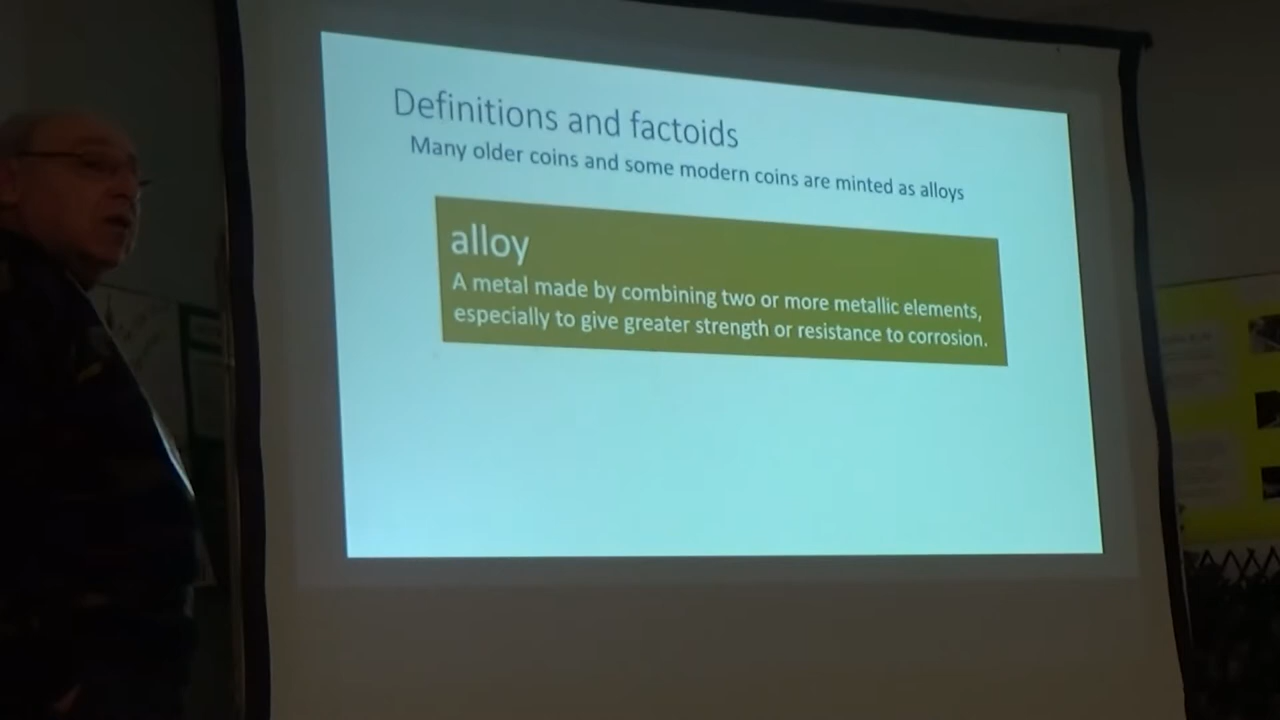 Definitions and factoids
Many older coins and some modern coins are minted as alloys
alloy
A metal made by combining two or more metallic elements,
especially to give greater strength or resistance to corrosion.